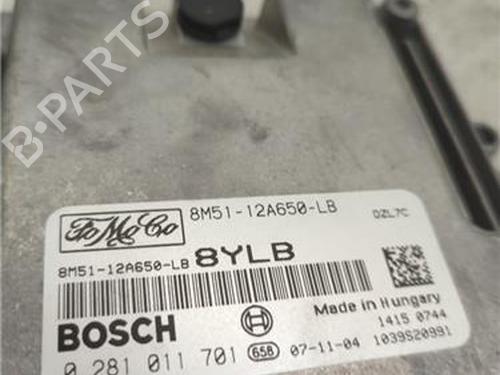 B-PARTS
FoMoCo
8M51-12A650-LB
DZL7C
8M51-12A650-LB 8YLB
Made in Hungary
BOSCH
1415 0744
0 281 011 701 658 07-11-04 1039S20991